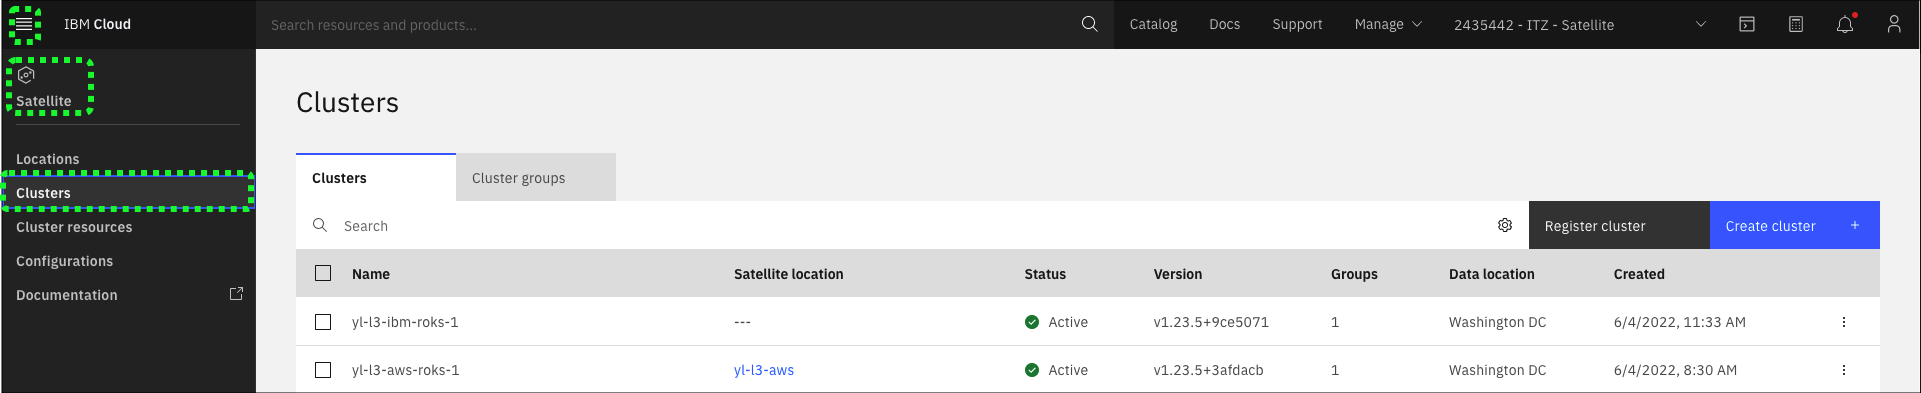 IBM Cloud
Search resources and products...
Catalog
Docs
Support
Manage
2435442 - ITZ - Satellite
Satellite
Locations
Clusters
Cluster resources
Configurations
Documentation
Clusters
Clusters
Cluster groups
Search
Register cluster
Create cluster +
Name Satellite location Status Version Groups Data location Created
yl-l3-ibm-roks-1 --- Active v1.23.5+9ce5071 1 Washington DC 6/4/2022, 11:33 AM
yl-l3-aws-roks-1 yl-l3-aws Active v1.23.5+3afdacb 1 Washington DC 6/4/2022, 8:30 AM